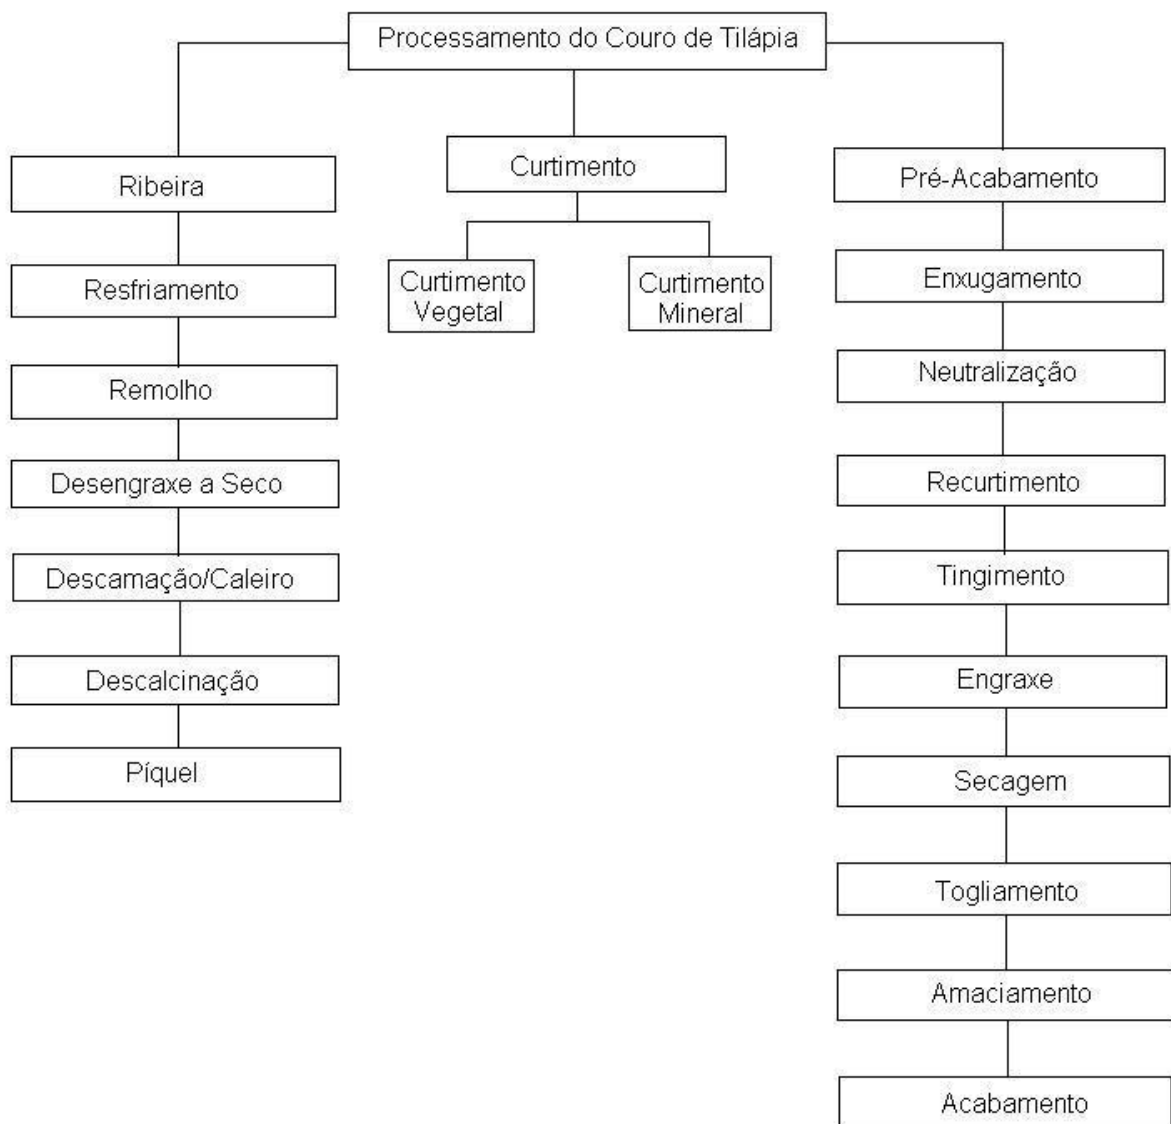 Processamento do Couro de Tilápia
Ribeira
Resfriamento
Remolho
Desengraxe a Seco
Descamação/Caleiro
Descalcinação
Píquel
Curtimento
Curtimento
Vegetal
Curtimento
Mineral
Pré-Acabamento
Enxugamento
Neutralização
Recurtimento
Tingimento
Engraxe
Secagem
Togliamento
Amaciamento
Acabamento